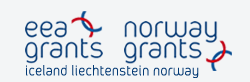 eea grants
norway grants
iceland liechtenstein norway